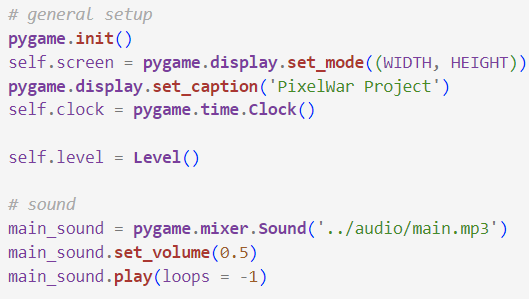 # general setup
pygame.init()
self.screen = pygame.display.set_mode((WIDTH, HEIGHT))
pygame.display.set_caption('PixelWar Project')
self.clock = pygame.time.Clock()
self.level = Level()
# sound
main_sound = pygame.mixer.Sound('../audio/main.mp3')
main_sound.set_volume(0.5)
main_sound.play(loops = -1)